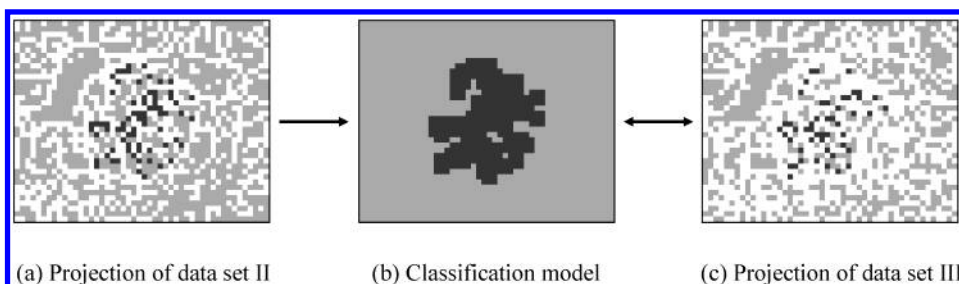 (a) Projection of data set II
(b) Classification model
(c) Projection of data set III